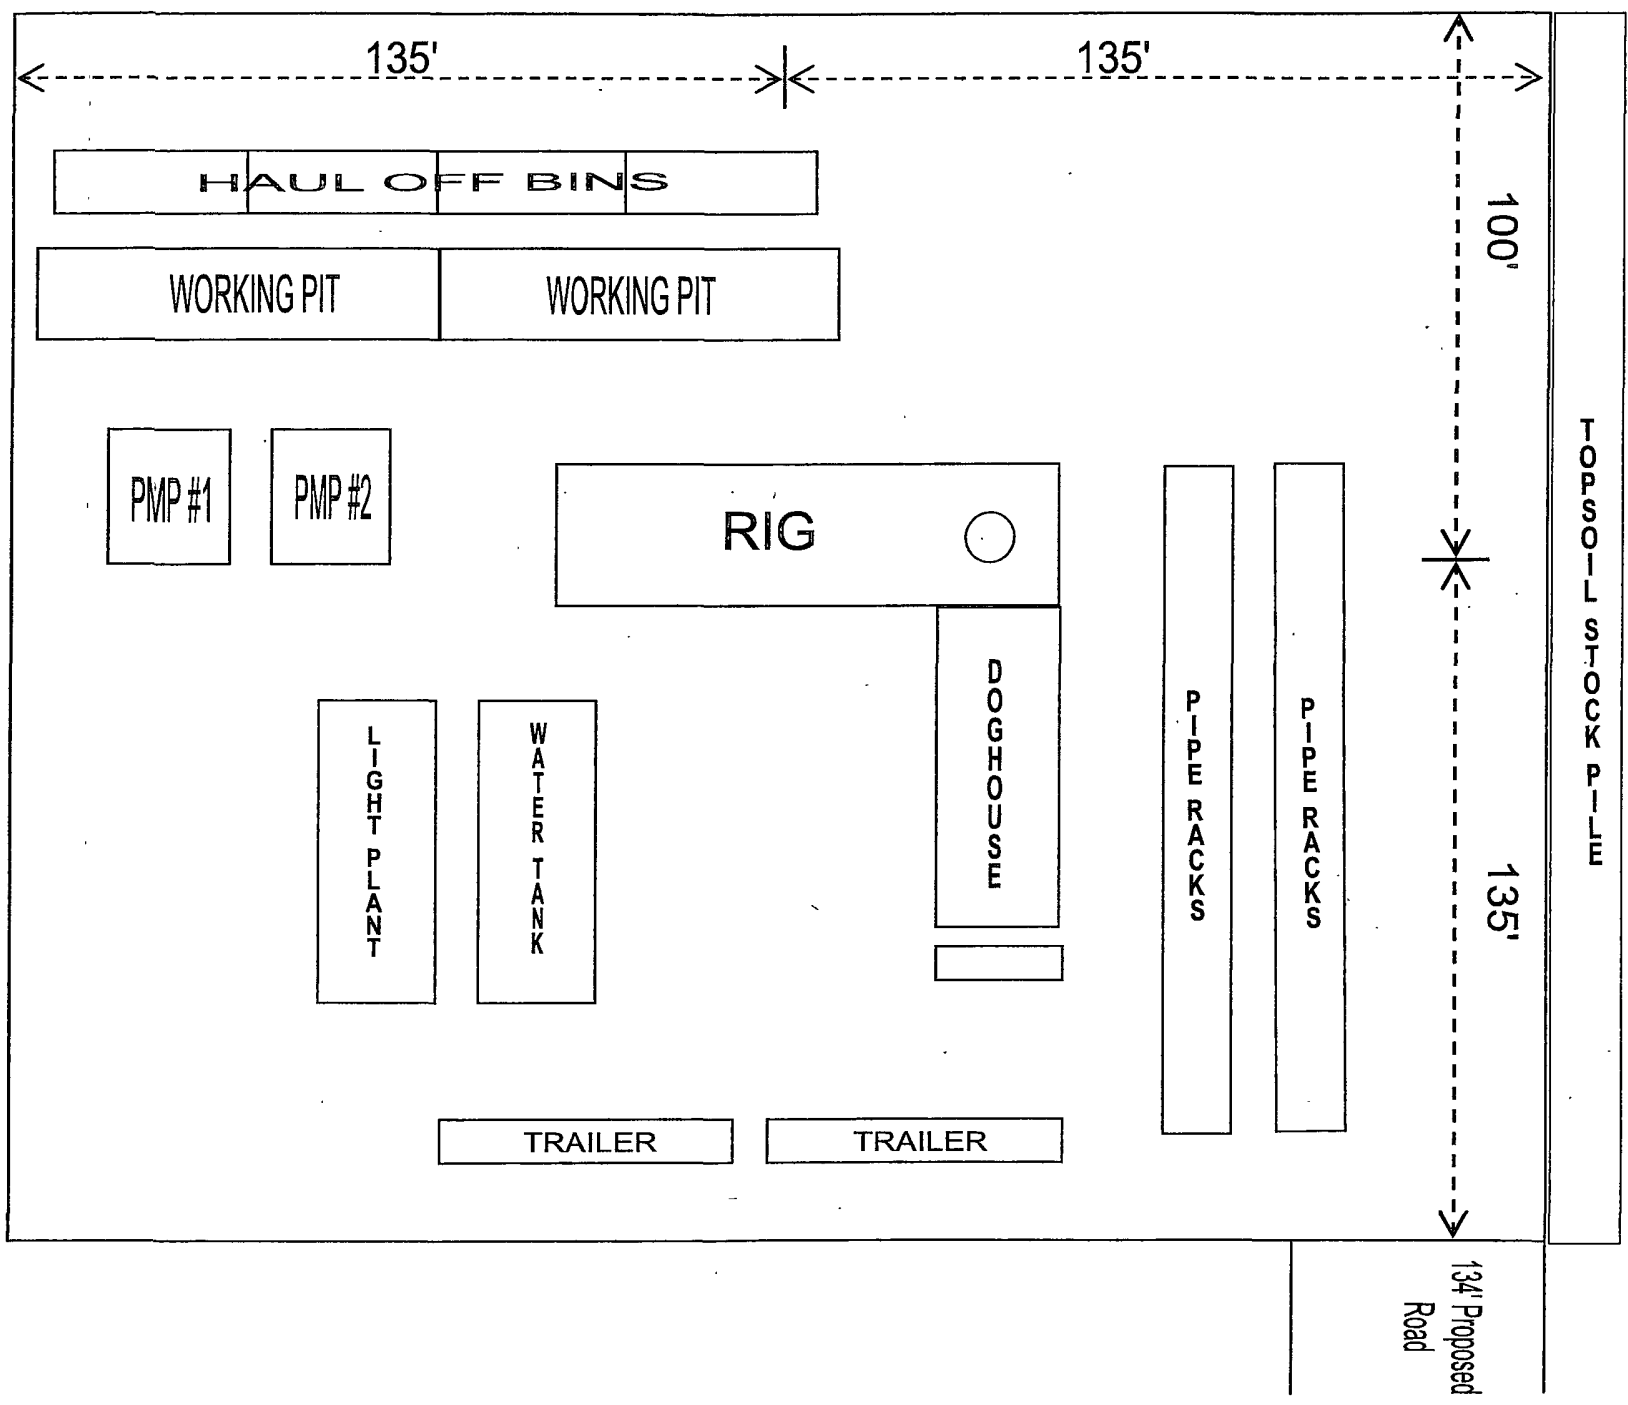 135'
135'
100'
HAUL OFF BINS
WORKING PIT
WORKING PIT
PMP #1
PMP #2
RIG
DOGHOUSE
LIGHT PLANT
WATER TANK
PIPE RACKS
PIPE RACKS
TOPSOIL STOCK PILE
135'
TRAILER
TRAILER
134' Proposed
Road